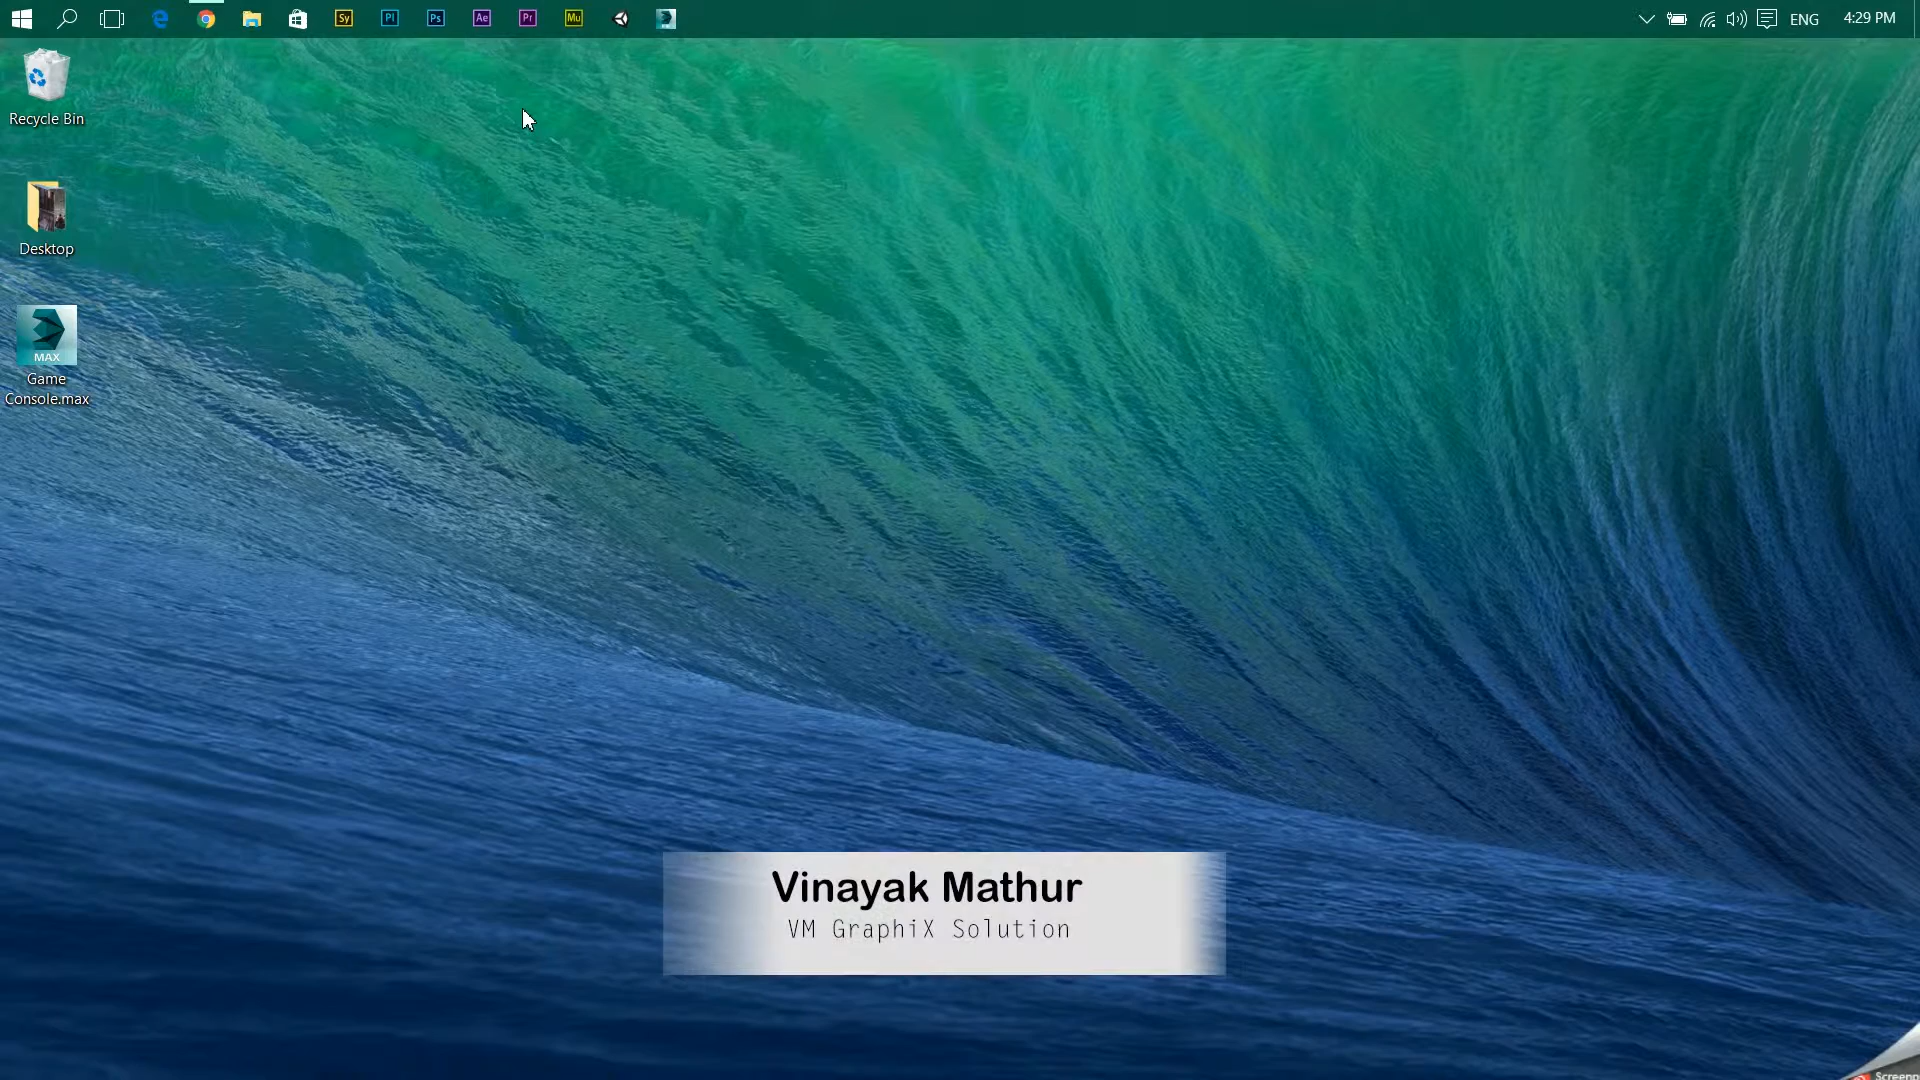 Sy
Pl
Ps
Ae
Pr
Mu
ENG
4:29 PM
Recycle Bin
Desktop
MAX
Game
Console.max
Vinayak Mathur
VM GraphiX Solution